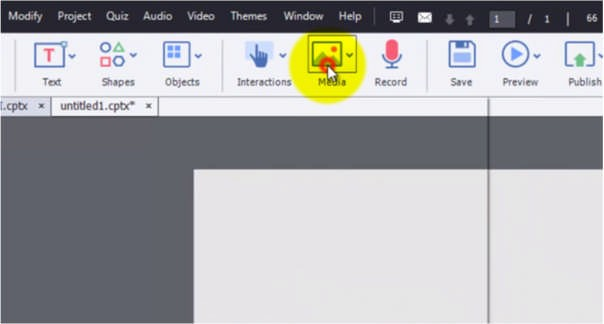 Modify Project Quiz Audio Video Themes Window Help 1 / 1 66
T
Text Shapes Objects Interactions Media Record Save Preview Publish
.cptx × untitled1.cptx* ×